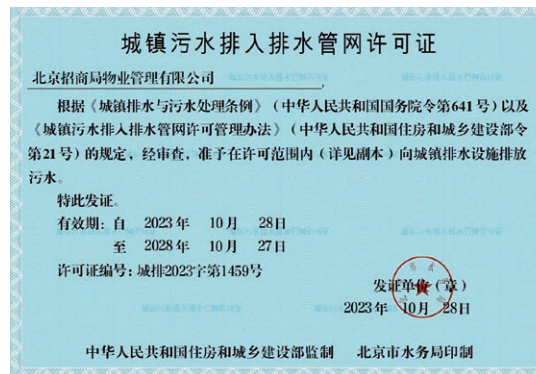 城镇污水排入排水管网许可证
北京招商局物业管理有限公司
根据《城镇排水与污水处理条例》（中华人民共和国国务院令第641号）以及
《城镇污水排入排水管网许可管理办法》（中华人民共和国住房和城乡建设部令
第21号）的规定，经审查，准予在许可范围内（详见副本）向城镇排水设施排放
污水。
特此发证。
有效期：自 2023年 10月 28日
至 2028年 10月 27日
许可证编号：城排2023字第1459号
发证单位（章）
2023年 10月 28日
中华人民共和国住房和城乡建设部监制 北京市水务局印制